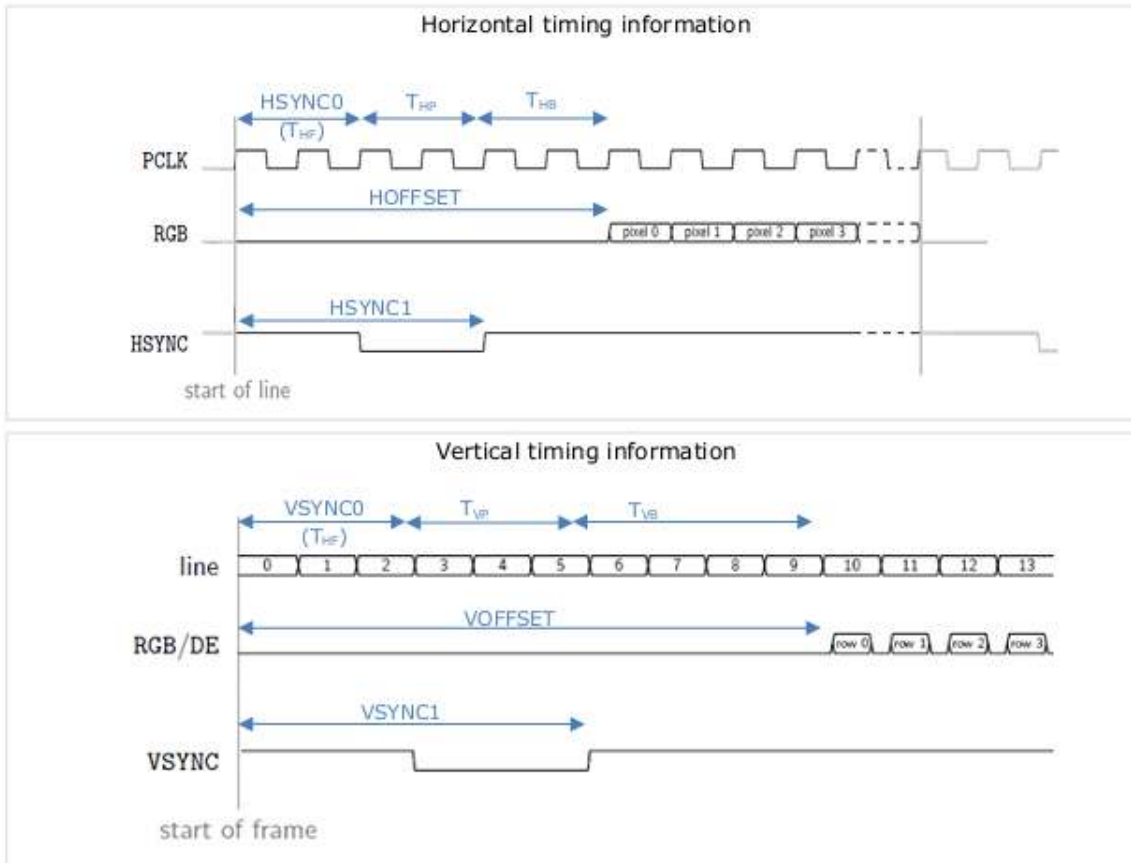 Horizontal timing information
HSYNC0 THP THB
(THF)
PCLK
HOFFSET
RGB pixel 0 pixel 1 pixel 2 pixel 3
HSYNC1
HSYNC
start of line
Vertical timing information
VSYNC0 TVP TVB
(THF)
line 0 1 2 3 4 5 6 7 8 9 10 11 12 13
VOFFSET
RGB/DE row 0 row 1 row 2 row 3
VSYNC1
VSYNC
start of frame